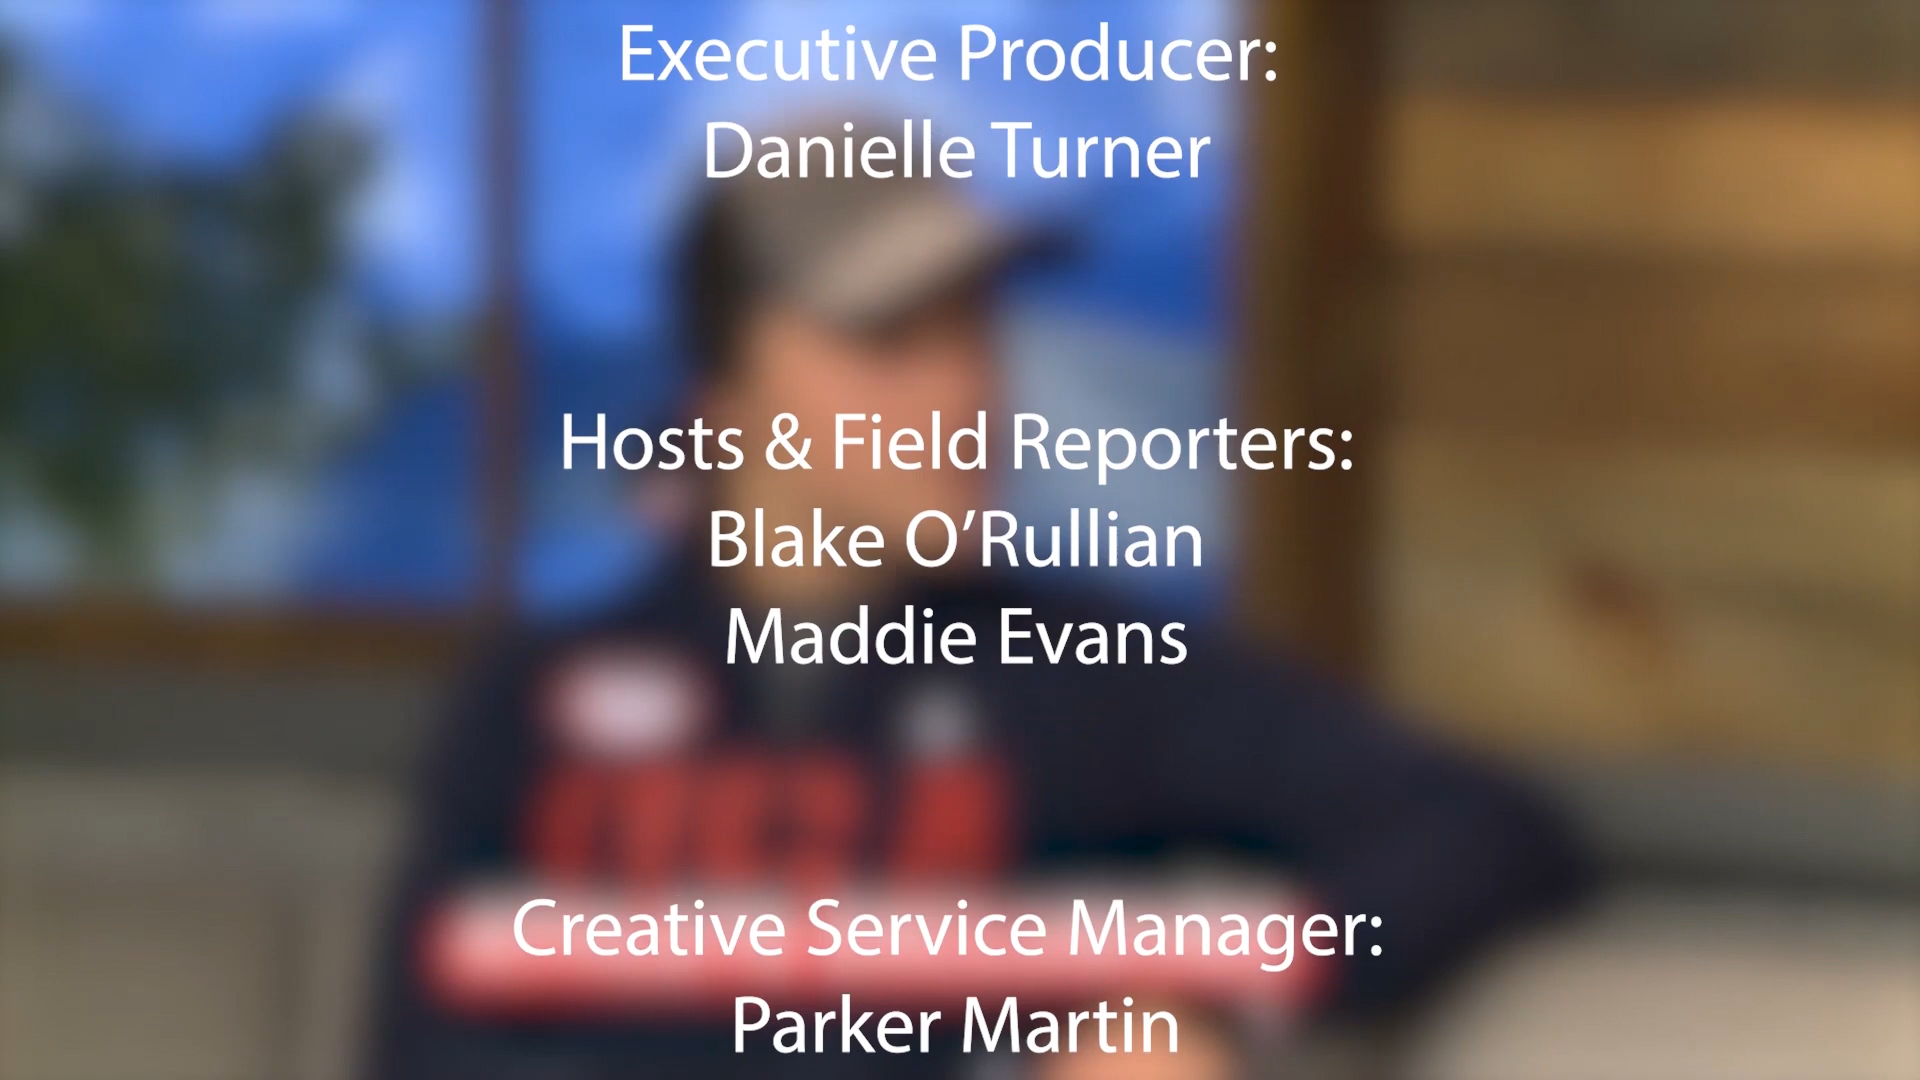 Executive Producer:
Danielle Turner
Hosts & Field Reporters:
Blake O’Rullian
Maddie Evans
Creative Service Manager:
Parker Martin